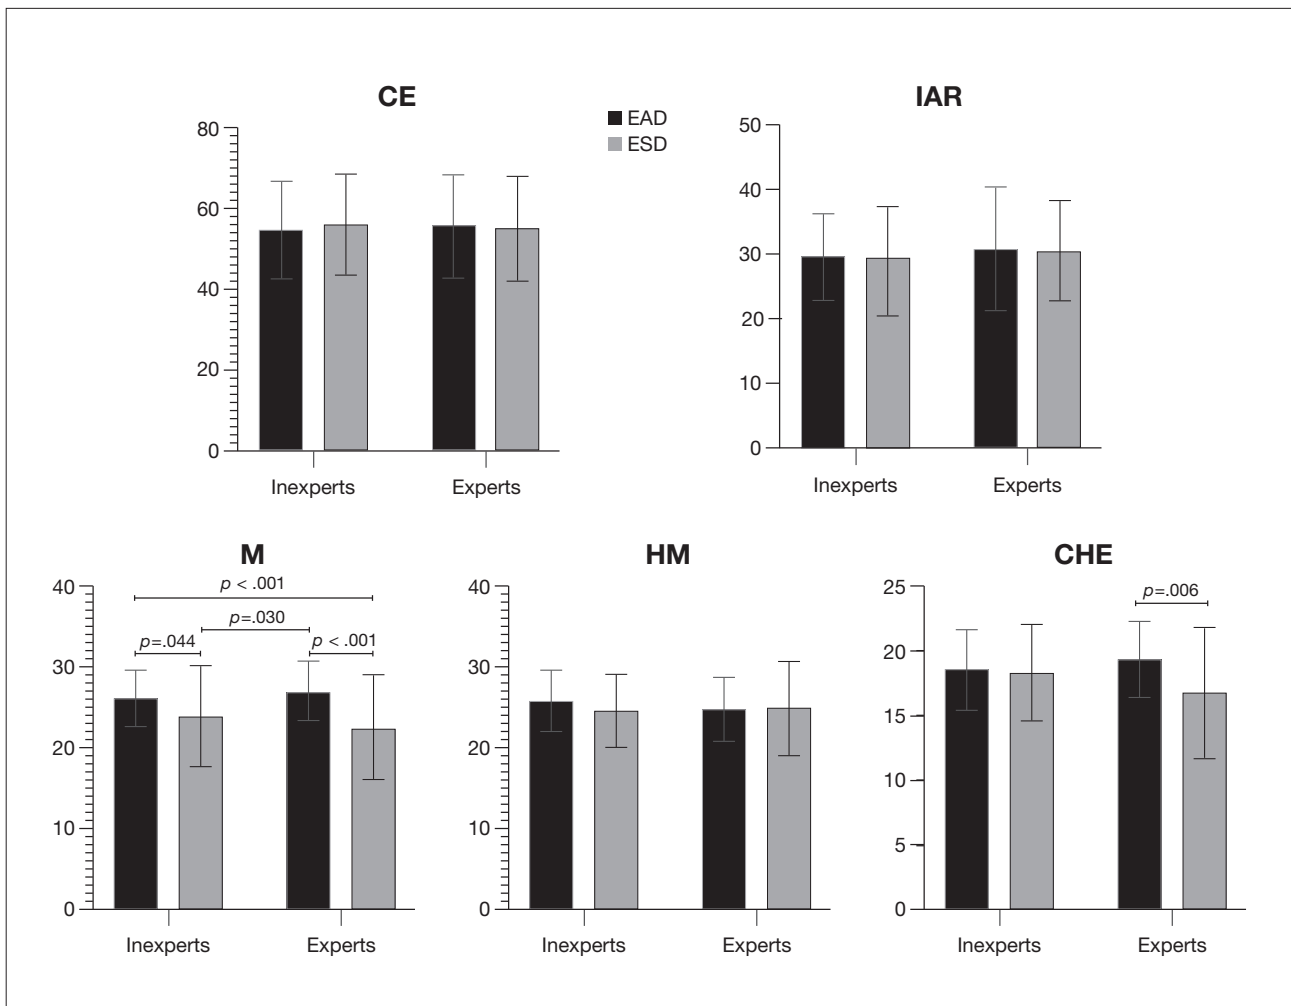 CE
EAD
ESD
80
60
40
20
0
Inexperts
Experts
IAR
50
40
30
20
10
0
Inexperts
Experts
M
p < .001
p=.030
p=.044
p < .001
40
30
20
10
0
Inexperts
Experts
HM
40
30
20
10
0
Inexperts
Experts
CHE
p=.006
25
20
15
10
5
0
Inexperts
Experts